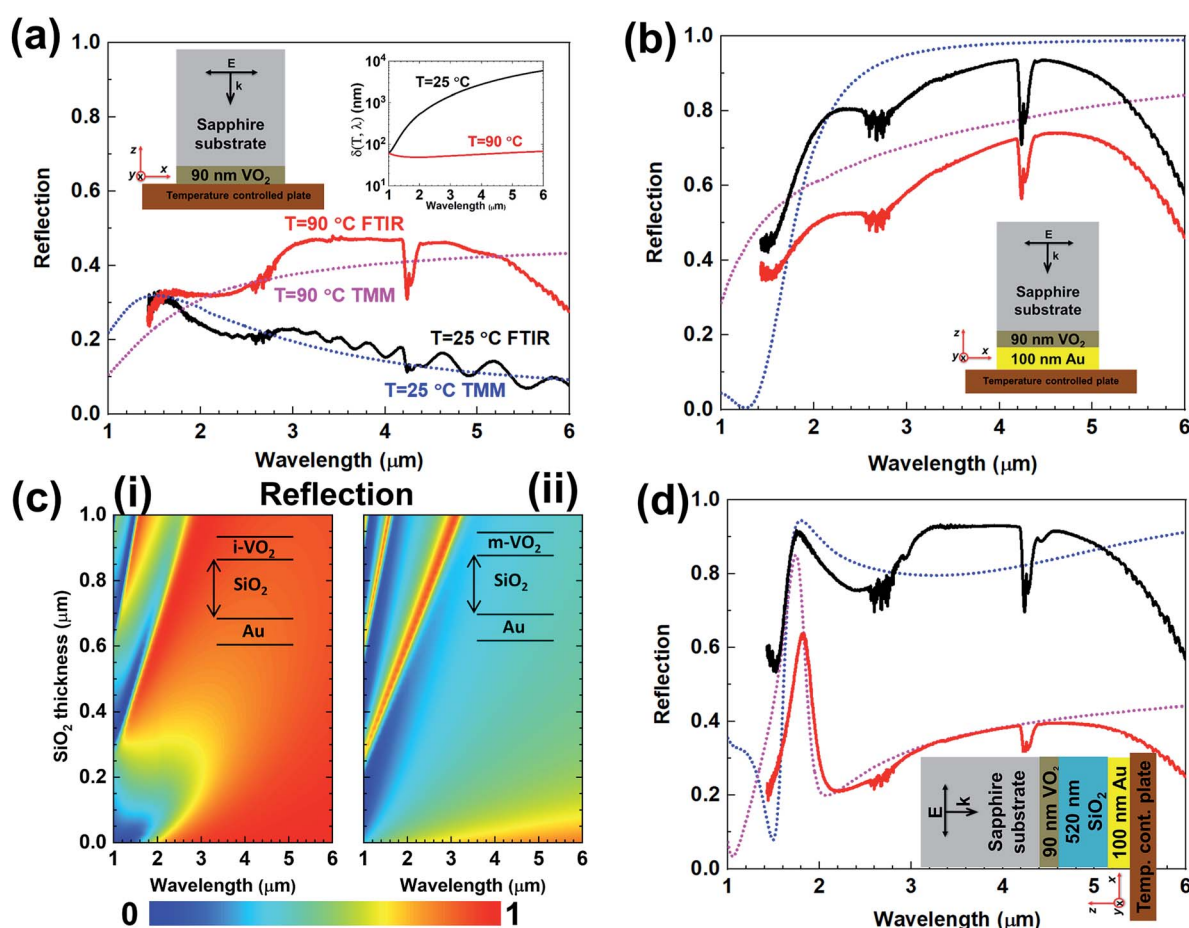 (a)
1.0
0.8
0.6
0.4
0.2
0.0
Reflection
1
2
3
4
5
6
Wavelength (μm)
E
k
Sapphire
substrate
90 nm VO₂
Temperature controlled plate
z
y
x
10⁴
10³
10²
10¹
δ(T, λ) (nm)
T=25 °C
T=90 °C
1 2 3 4 5 6
Wavelength (μm)
T=90 °C FTIR
T=90 °C TMM
T=25 °C FTIR
T=25 °C TMM
(b)
1.0
0.8
0.6
0.4
0.2
0.0
Reflection
1
2
3
4
5
6
Wavelength (μm)
E
k
Sapphire
substrate
90 nm VO₂
100 nm Au
Temperature controlled plate
z
y
x
(c)
(i)
Reflection
(ii)
1.0
0.8
0.6
0.4
0.2
0.0
SiO₂ thickness (μm)
i-VO₂
SiO₂
Au
m-VO₂
SiO₂
Au
1 2 3 4 5 6
1 2 3 4 5 6
Wavelength (μm)
Wavelength (μm)
0
1
(d)
1.0
0.8
0.6
0.4
0.2
0.0
Reflection
1
2
3
4
5
6
Wavelength (μm)
E
k
Sapphire
substrate
90 nm VO₂
520 nm
SiO₂
100 nm Au
Temp. cont. plate
x
z
y